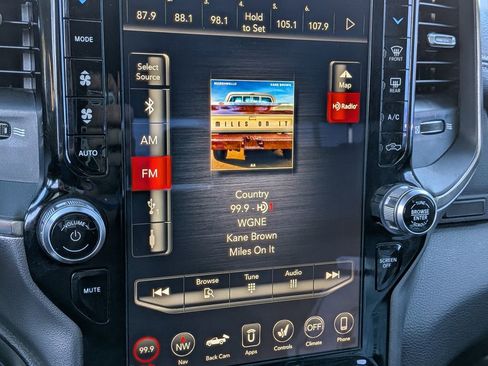 87.9 88.1 98.1 Hold to Set 105.1 107.9
MODE
AUTO
Select Source
AM
FM
MARSHMELLO KANE BROWN
MILES ON IT
Map
HD Radio
FRONT
REAR
A/C
Country
99.9 - HD
WGNE
Kane Brown
Miles On It
VOLUME
MUTE
TUNE
BROWSE
ENTER
SCREEN OFF
Browse Tune Audio
99.9 NW OFF
Nav Back Cam Apps Controls Climate Phone